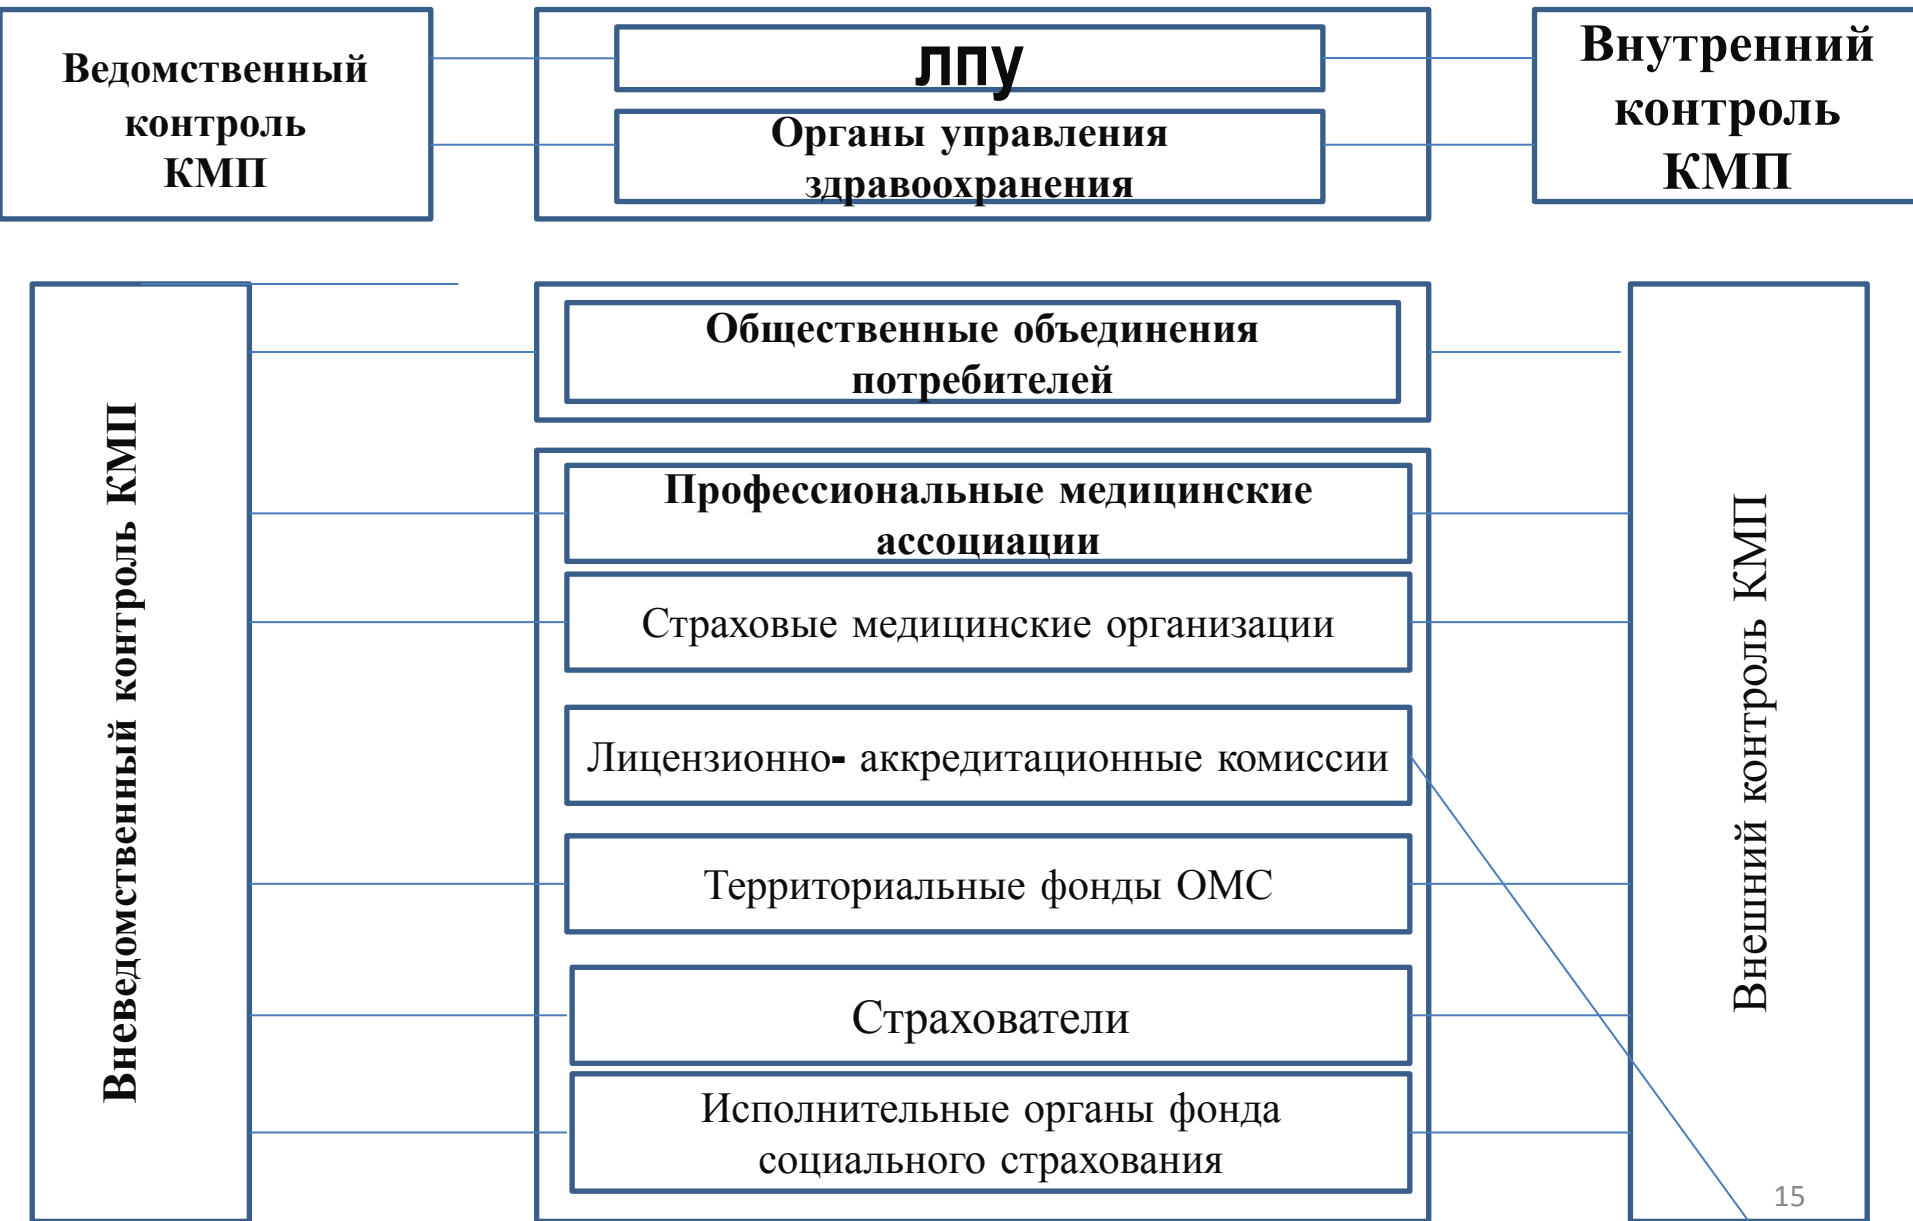 Ведомственный
контроль
КМП
лпу
Органы управления
здравоохранения
Внутренний
контроль
КМП
Вневедомственный контроль КМП
Общественные объединения
потребителей
Профессиональные медицинские
ассоциации
Страховые медицинские организации
Лицензионно- аккредитационные комиссии
Территориальные фонды ОМС
Страхователи
Исполнительные органы фонда
социального страхования
Внешний контроль КМП
15